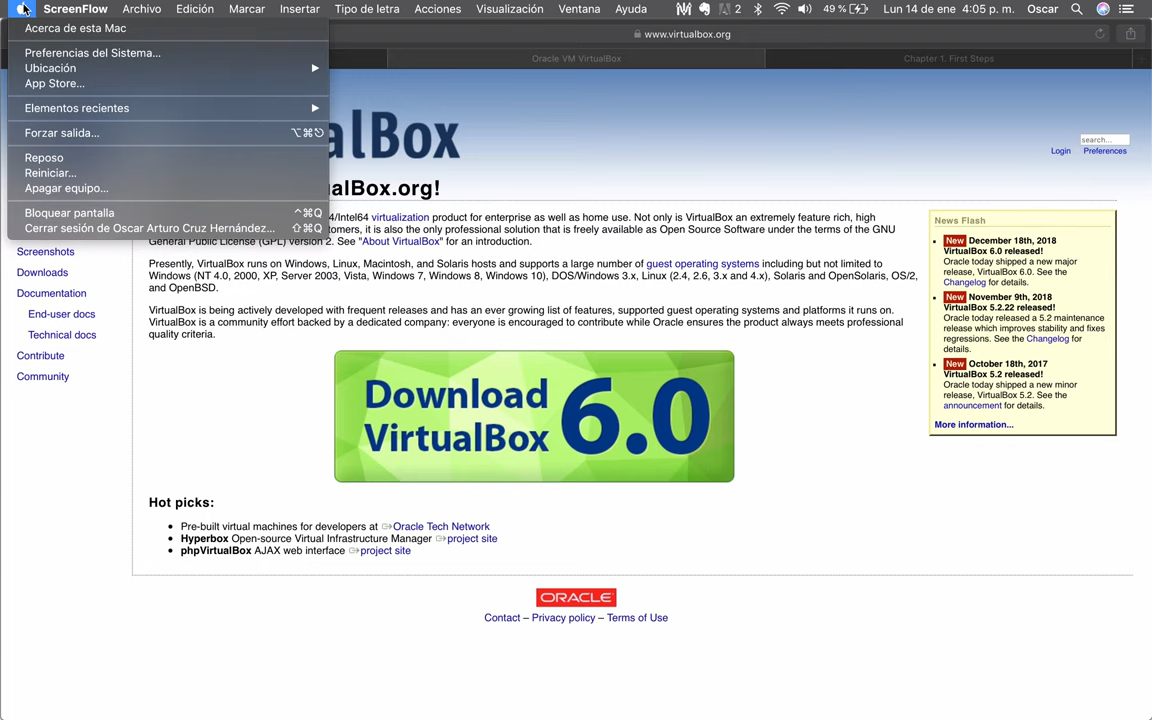 ScreenFlow Archivo Edición Marcar Insertar Tipo de letra Acciones Visualización Ventana Ayuda 2 49 % Lun 14 de ene 4:05 p. m. Oscar
Acerca de esta Mac
Preferencias del Sistema...
Ubicación
App Store...
Elementos recientes
Forzar salida... ⌥⌘⎋
Reposo
Reiniciar...
Apagar equipo...
Bloquear pantalla ^⌘Q
Cerrar sesión de Oscar Arturo Cruz Hernández... ⇧⌘Q
www.virtualbox.org
Oracle VM VirtualBox
Chapter 1. First Steps
alBox
search...
Login Preferences
alBox.org!
4/Intel64 virtualization product for enterprise as well as home use. Not only is VirtualBox an extremely feature rich, high
tomers, it is also the only professional solution that is freely available as Open Source Software under the terms of the GNU
General Public License (GPL) version 2. See "About VirtualBox" for an introduction.
Presently, VirtualBox runs on Windows, Linux, Macintosh, and Solaris hosts and supports a large number of guest operating systems including but not limited to
Windows (NT 4.0, 2000, XP, Server 2003, Vista, Windows 7, Windows 8, Windows 10), DOS/Windows 3.x, Linux (2.4, 2.6, 3.x and 4.x), Solaris and OpenSolaris, OS/2,
and OpenBSD.
VirtualBox is being actively developed with frequent releases and has an ever growing list of features, supported guest operating systems and platforms it runs on.
VirtualBox is a community effort backed by a dedicated company: everyone is encouraged to contribute while Oracle ensures the product always meets professional
quality criteria.
Screenshots
Downloads
Documentation
End-user docs
Technical docs
Contribute
Community
Download
VirtualBox 6.0
Hot picks:
• Pre-built virtual machines for developers at Oracle Tech Network
• Hyperbox Open-source Virtual Infrastructure Manager project site
• phpVirtualBox AJAX web interface project site
News Flash
• New December 18th, 2018
VirtualBox 6.0 released!
Oracle today shipped a new major
release, VirtualBox 6.0. See the
Changelog for details.
• New November 9th, 2018
VirtualBox 5.2.22 released!
Oracle today released a 5.2 maintenance
release which improves stability and fixes
regressions. See the Changelog for
details.
• New October 18th, 2017
VirtualBox 5.2 released!
Oracle today shipped a new minor
release, VirtualBox 5.2. See the
announcement for details.
More information...
ORACLE
Contact – Privacy policy – Terms of Use